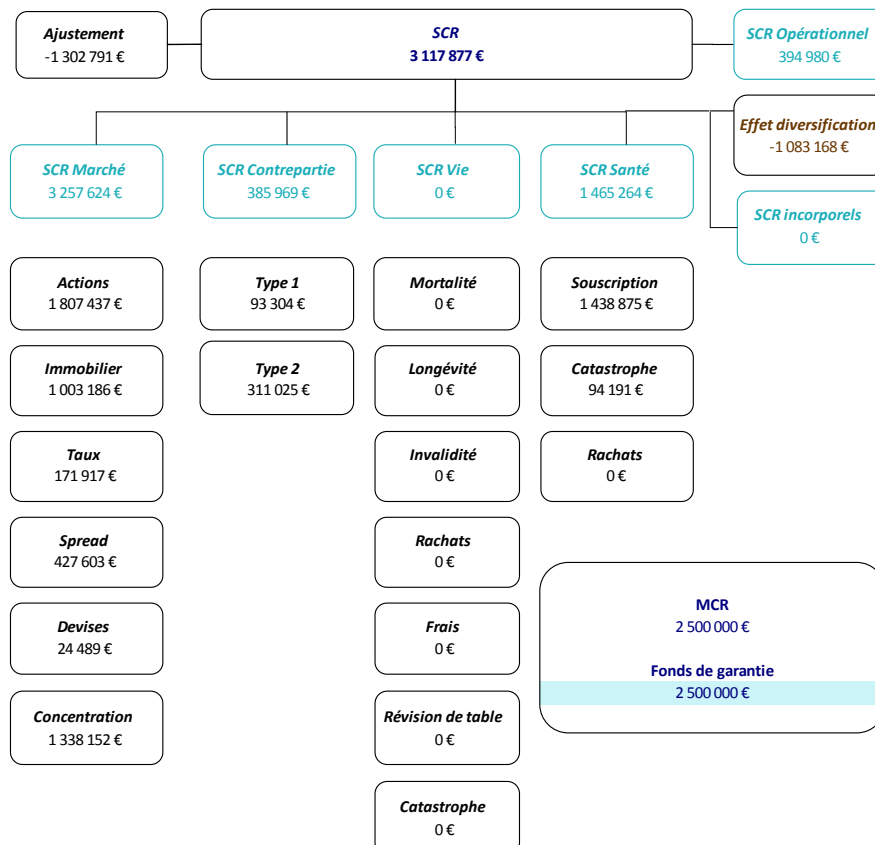 Ajustement
-1 302 791 €
SCR
3 117 877 €
SCR Opérationnel
394 980 €
Effet diversification
-1 083 168 €
SCR Marché
3 257 624 €
SCR Contrepartie
385 969 €
SCR Vie
0 €
SCR Santé
1 465 264 €
SCR incorporels
0 €
Actions
1 807 437 €
Type 1
93 304 €
Mortalité
0 €
Souscription
1 438 875 €
Immobilier
1 003 186 €
Type 2
311 025 €
Longévité
0 €
Catastrophe
94 191 €
Taux
171 917 €
Invalidité
0 €
Rachats
0 €
Spread
427 603 €
Rachats
0 €
Devises
24 489 €
Frais
0 €
MCR
2 500 000 €
Fonds de garantie
2 500 000 €
Concentration
1 338 152 €
Révision de table
0 €
Catastrophe
0 €